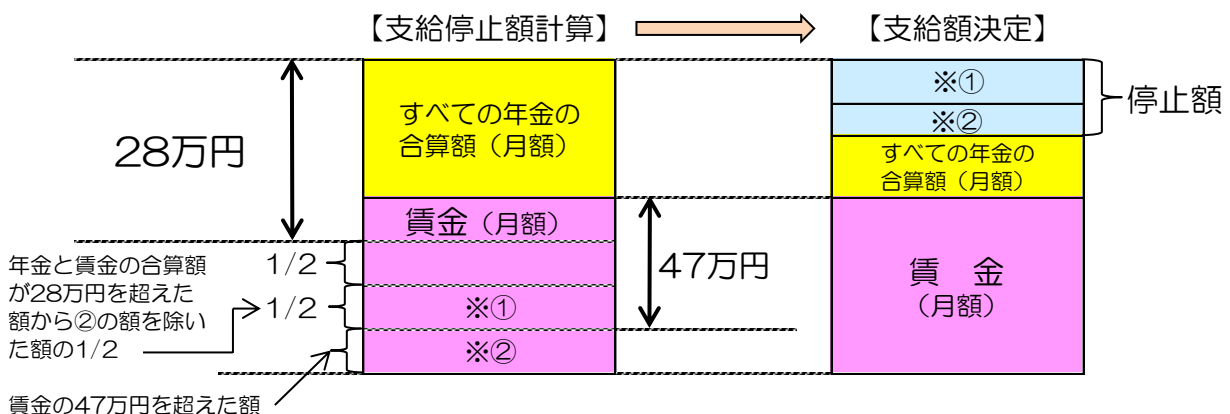 【支給停止額計算】
【支給額決定】
28万円
すべての年金の
合算額（月額）
賃金（月額）
※①
※②
47万円
※①
※②
停止額
すべての年金の
合算額（月額）
賃　金
（月額）
年金と賃金の合算額
が28万円を超えた
額から②の額を除い
た額の1/2
1/2
1/2
賃金の47万円を超えた額